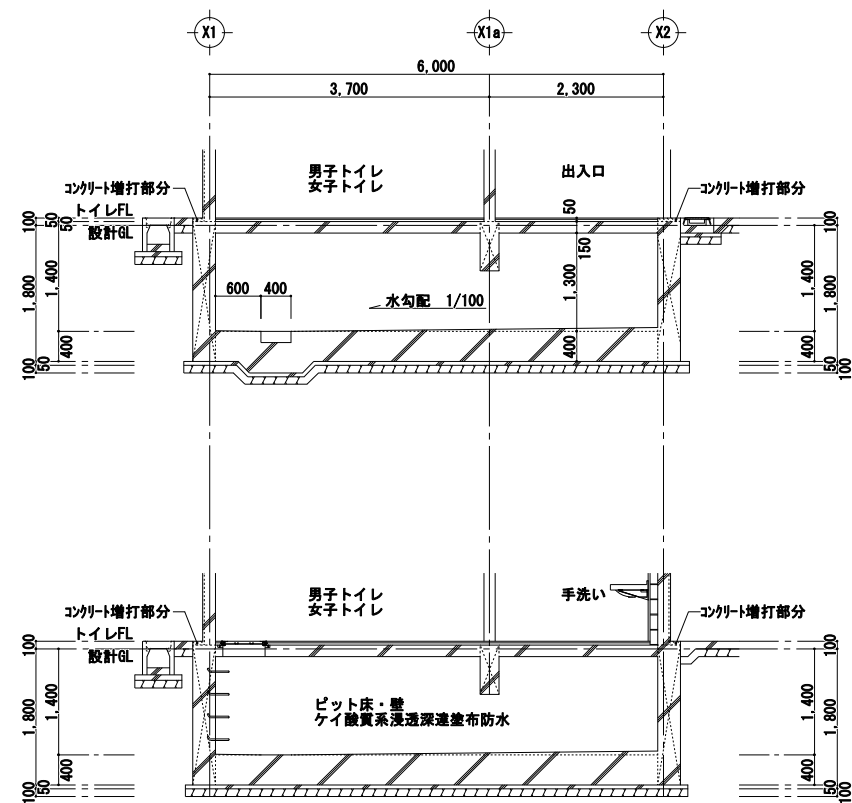 X1
X1a
X2
6,000
3,700
2,300
男子トイレ
女子トイレ
出入口
コンクリート増打部分
コンクリート増打部分
トイレFL
設計GL
100
50
50
50
100
150
1,800
1,400
1,300
1,400
1,800
600
400
水勾配 1/100
400
400
400
100
50
50
100
男子トイレ
女子トイレ
手洗い
コンクリート増打部分
コンクリート増打部分
トイレFL
設計GL
100
100
1,800
1,400
1,400
1,800
ピット床・壁
ケイ酸質系浸透深達塗布防水
400
400
100
50
50
100